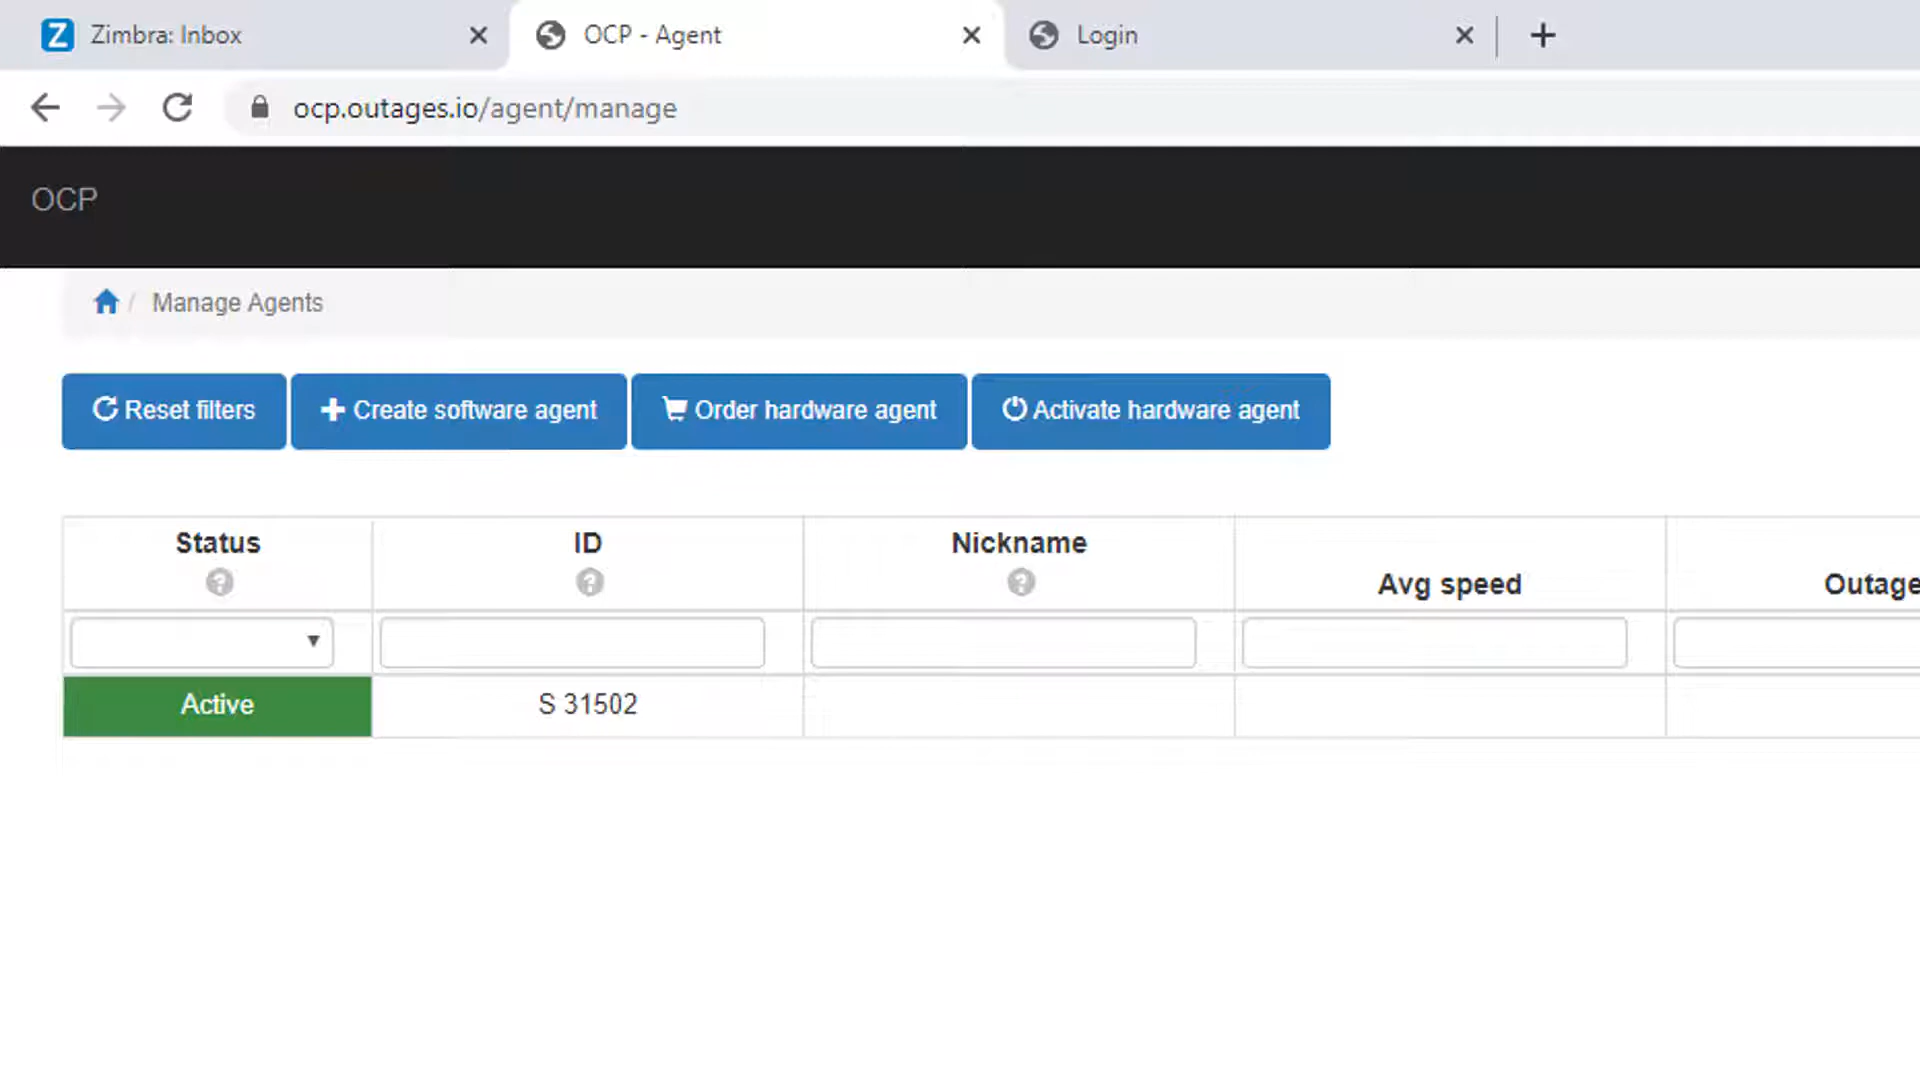 Zimbra: Inbox
OCP - Agent
Login
ocp.outages.io/agent/manage
OCP
/ Manage Agents
Reset filters
Create software agent
Order hardware agent
Activate hardware agent
Status
ID
Nickname
Avg speed
Outage
Active
S 31502